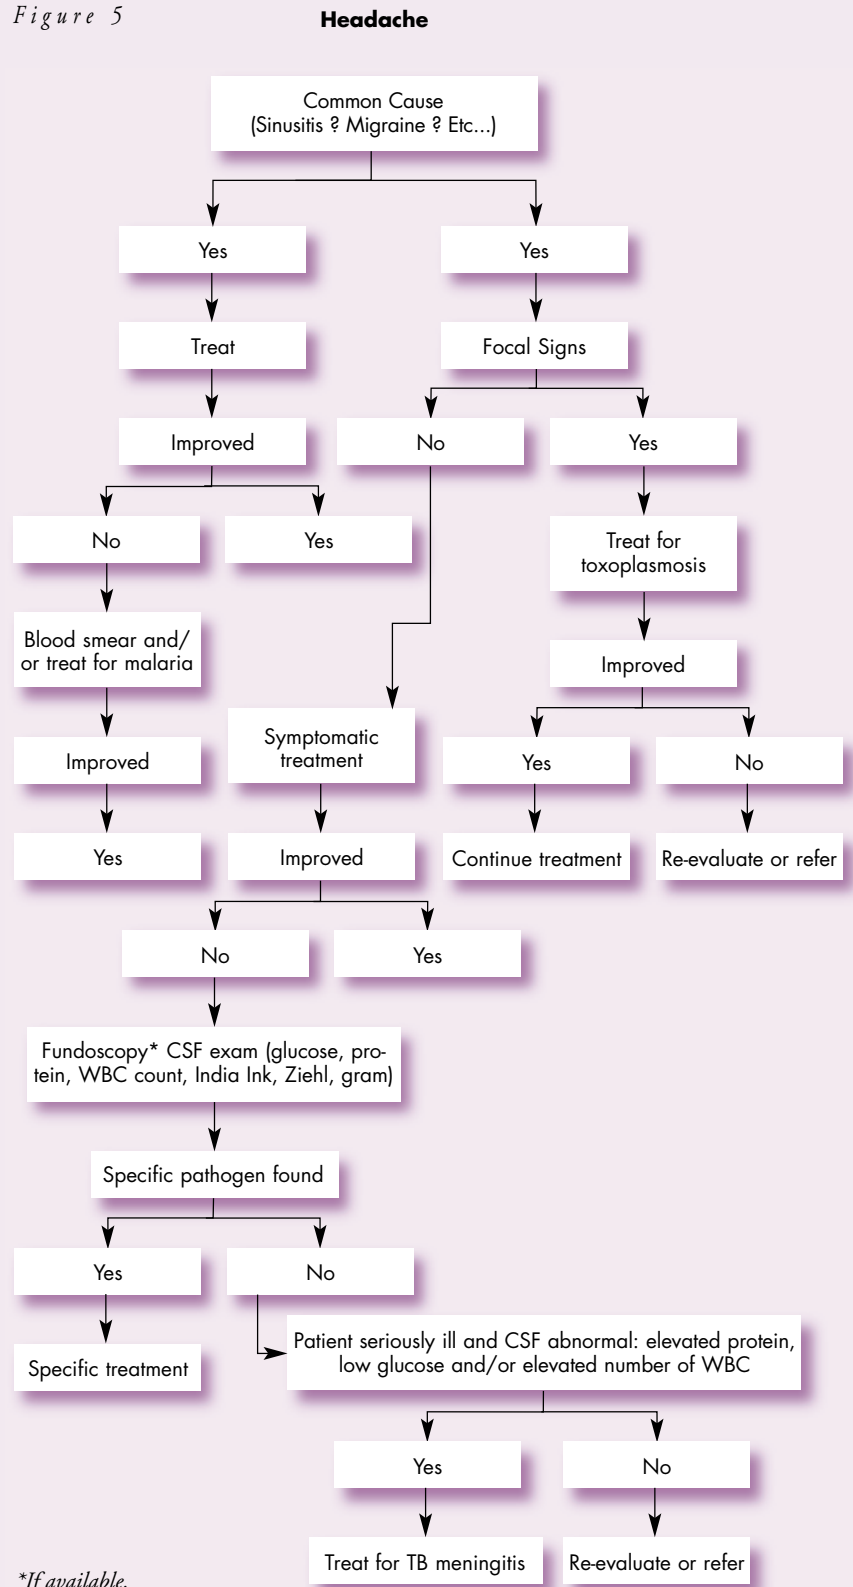 Figure 5
Headache
Common Cause
(Sinusitis ? Migraine ? Etc...)
Yes
Yes
Treat
Focal Signs
Improved
No
Yes
No
Yes
Treat for
toxoplasmosis
Blood smear and/
or treat for malaria
Improved
Improved
Symptomatic
treatment
Yes
No
Yes
Improved
Continue treatment
Re-evaluate or refer
No
Yes
Fundoscopy* CSF exam (glucose, pro-
tein, WBC count, India Ink, Ziehl, gram)
Specific pathogen found
Yes
No
Specific treatment
Patient seriously ill and CSF abnormal: elevated protein,
low glucose and/or elevated number of WBC
Yes
No
Treat for TB meningitis
Re-evaluate or refer
*If available.